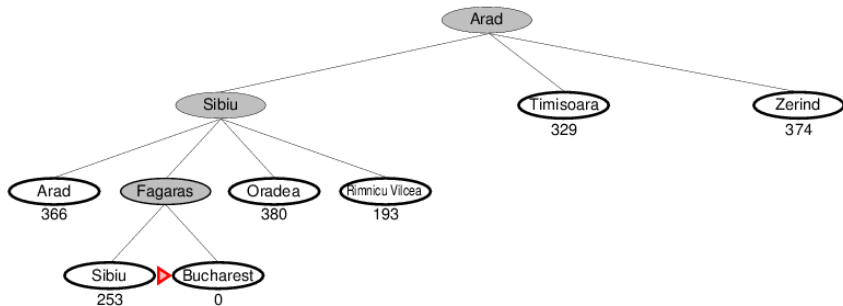 Arad
Sibiu
Timisoara
Zerind
329
374
Arad
Fagaras
Oradea
Rimnicu Vilcea
366
380
193
Sibiu
Bucharest
253
0